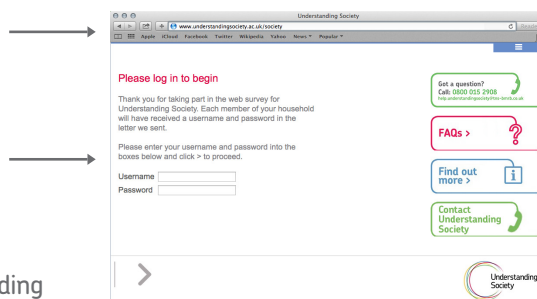 Understanding Society
www.understandingsociety.ac.uk/society
Apple iCloud Facebook Twitter Wikipedia Yahoo News Popular
Please log in to begin
Thank you for taking part in the web survey for
Understanding Society. Each member of your household
will have received a username and password in the
letter we sent.
Please enter your username and password into the
boxes below and click > to proceed.
Username
Password
Got a question?
Call: 0800 015 2908
FAQs >
?
Find out
more >
i
Contact
Understanding
Society
>
Understanding
Society
ding